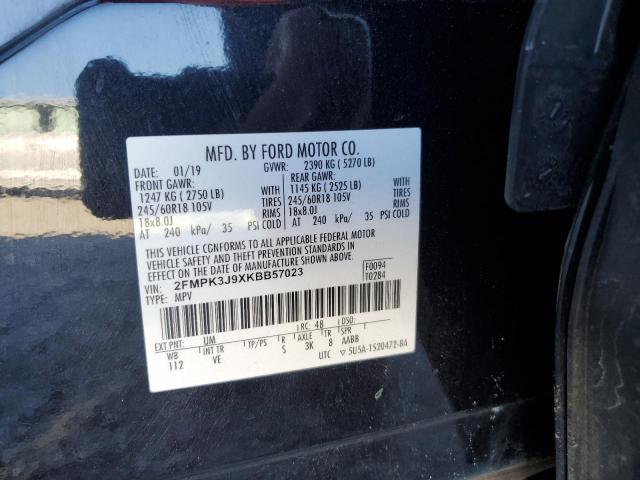 MFD. BY FORD MOTOR CO.
DATE: 01/19 GVWR: 2390 KG ( 5270 LB)
FRONT GAWR: REAR GAWR:
1247 KG ( 2750 LB) WITH 1145 KG ( 2525 LB) WITH
245/60R18 105V TIRES 245/60R18 105V TIRES
18x8.0J RIMS 18x8.0J RIMS
AT 240 kPa/ 35 PSI COLD AT 240 kPa/ 35 PSI COLD
THIS VEHICLE CONFORMS TO ALL APPLICABLE FEDERAL MOTOR
VEHICLE SAFETY AND THEFT PREVENTION STANDARDS IN
EFFECT ON THE DATE OF MANUFACTURE SHOWN ABOVE.
VIN: 2FMPK3J9XKBB57023 F0094
TYPE: MPV T0284
EXT PNT: UM RC: 48 DSO:
WB INT TR TP/PS R AXLE TR SPR
112 VE S 3K 8 AABB
UTC ▽5U5A-1520472-BA